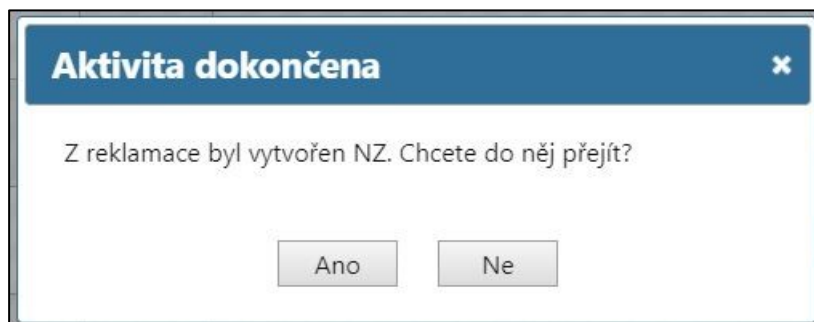 Aktivita dokončena
Z reklamace byl vytvořen NZ. Chcete do něj přejít?
Ano Ne